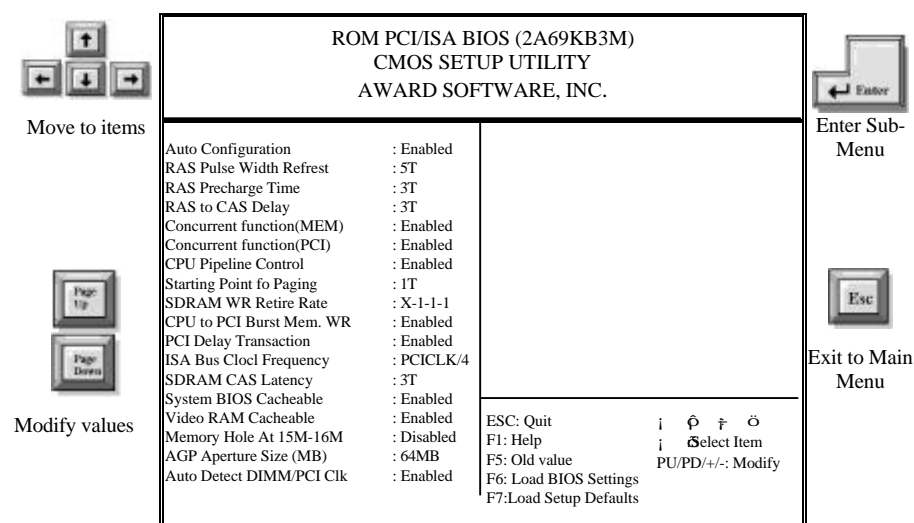 ROM PCI/ISA BIOS (2A69KB3M)
CMOS SETUP UTILITY
AWARD SOFTWARE, INC.
Move to items
Enter
Enter Sub-
Menu
Auto Configuration : Enabled
RAS Pulse Width Refrest : 5T
RAS Precharge Time : 3T
RAS to CAS Delay : 3T
Concurrent function(MEM) : Enabled
Concurrent function(PCI) : Enabled
CPU Pipeline Control : Enabled
Starting Point fo Paging : 1T
SDRAM WR Retire Rate : X-1-1-1
CPU to PCI Burst Mem. WR : Enabled
PCI Delay Transaction : Enabled
ISA Bus Clocl Frequency : PCICLK/4
SDRAM CAS Latency : 3T
System BIOS Cacheable : Enabled
Video RAM Cacheable : Enabled
Memory Hole At 15M-16M : Disabled
AGP Aperture Size (MB) : 64MB
Auto Detect DIMM/PCI Clk : Enabled
Page
Up
Page
Down
Modify values
Esc
Exit to Main
Menu
ESC: Quit
F1: Help ¡ Select Item
F5: Old value PU/PD/+/-: Modify
F6: Load BIOS Settings
F7:Load Setup Defaults